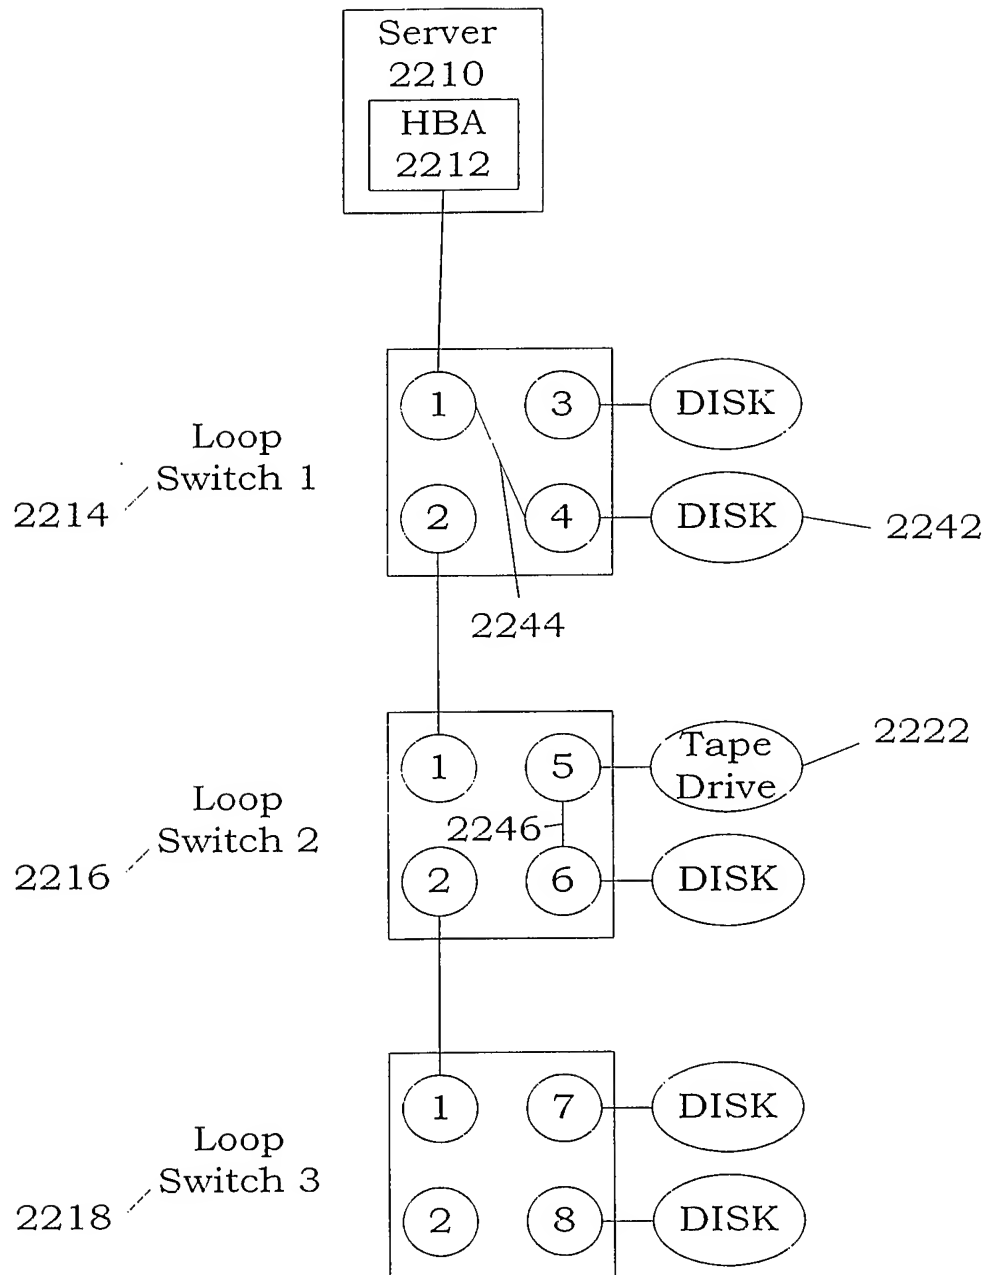 Server
2210
HBA
2212
1
3
DISK
Loop
Switch 1
2214
2
4
DISK
2242
2244
1
5
Tape
Drive
2222
Loop
Switch 2
2246
2216
2
6
DISK
1
7
DISK
Loop
Switch 3
2218
2
8
DISK